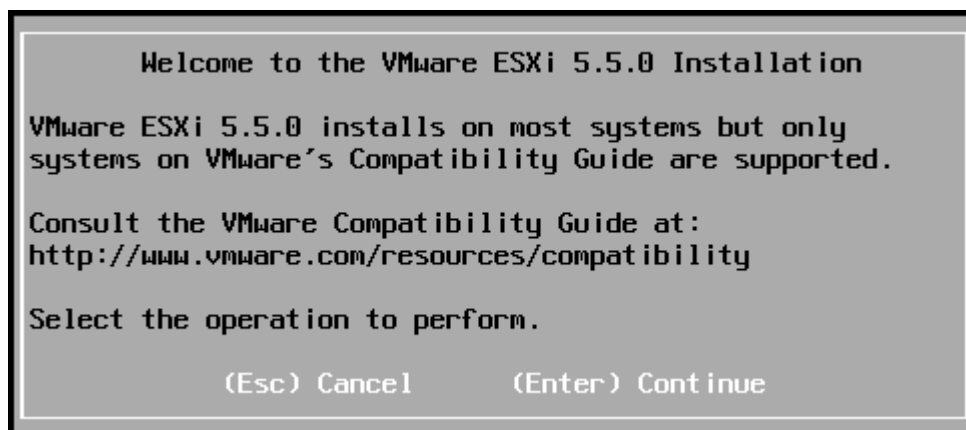 Welcome to the VMware ESXi 5.5.0 Installation
VMware ESXi 5.5.0 installs on most systems but only
systems on VMware's Compatibility Guide are supported.
Consult the VMware Compatibility Guide at:
http://www.vmware.com/resources/compatibility
Select the operation to perform.
(Esc) Cancel (Enter) Continue